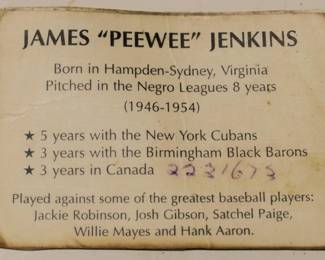 JAMES "PEEWEE" JENKINS
Born in Hampden-Sydney, Virginia
Pitched in the Negro Leagues 8 years
(1946-1954)
★ 5 years with the New York Cubans
★ 3 years with the Birmingham Black Barons
★ 3 years in Canada 2231673
Played against some of the greatest baseball players:
Jackie Robinson, Josh Gibson, Satchel Paige,
Willie Mayes and Hank Aaron.